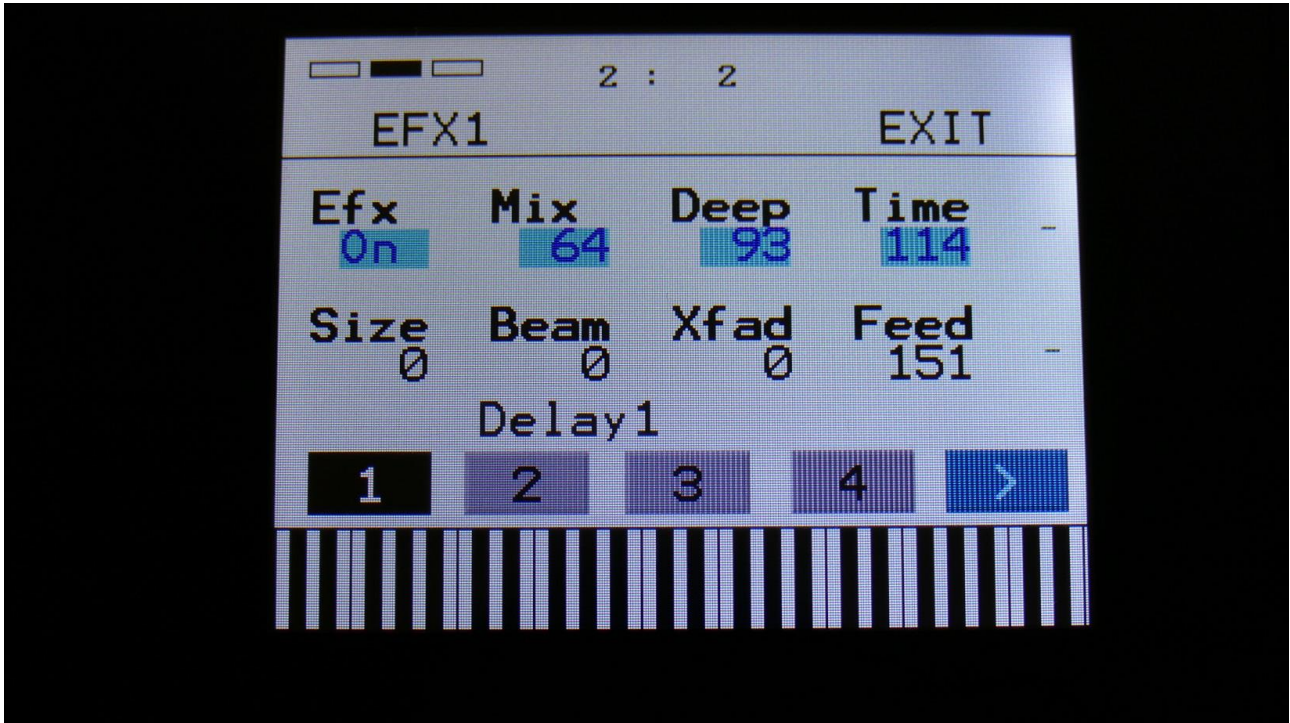 2 : 2
EFX1 EXIT
Efx Mix Deep Time
On 64 93 114
Size Beam Xfad Feed
0 0 0 151
Delay1
1 2 3 4 >